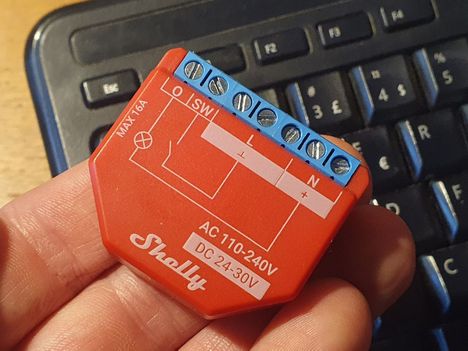 Esc
F2
F3
F4
3 £
4 $
€
5
O SW L N
⊥ +
MAX 16A
AC 110-240V
DC 24-30V
Shelly